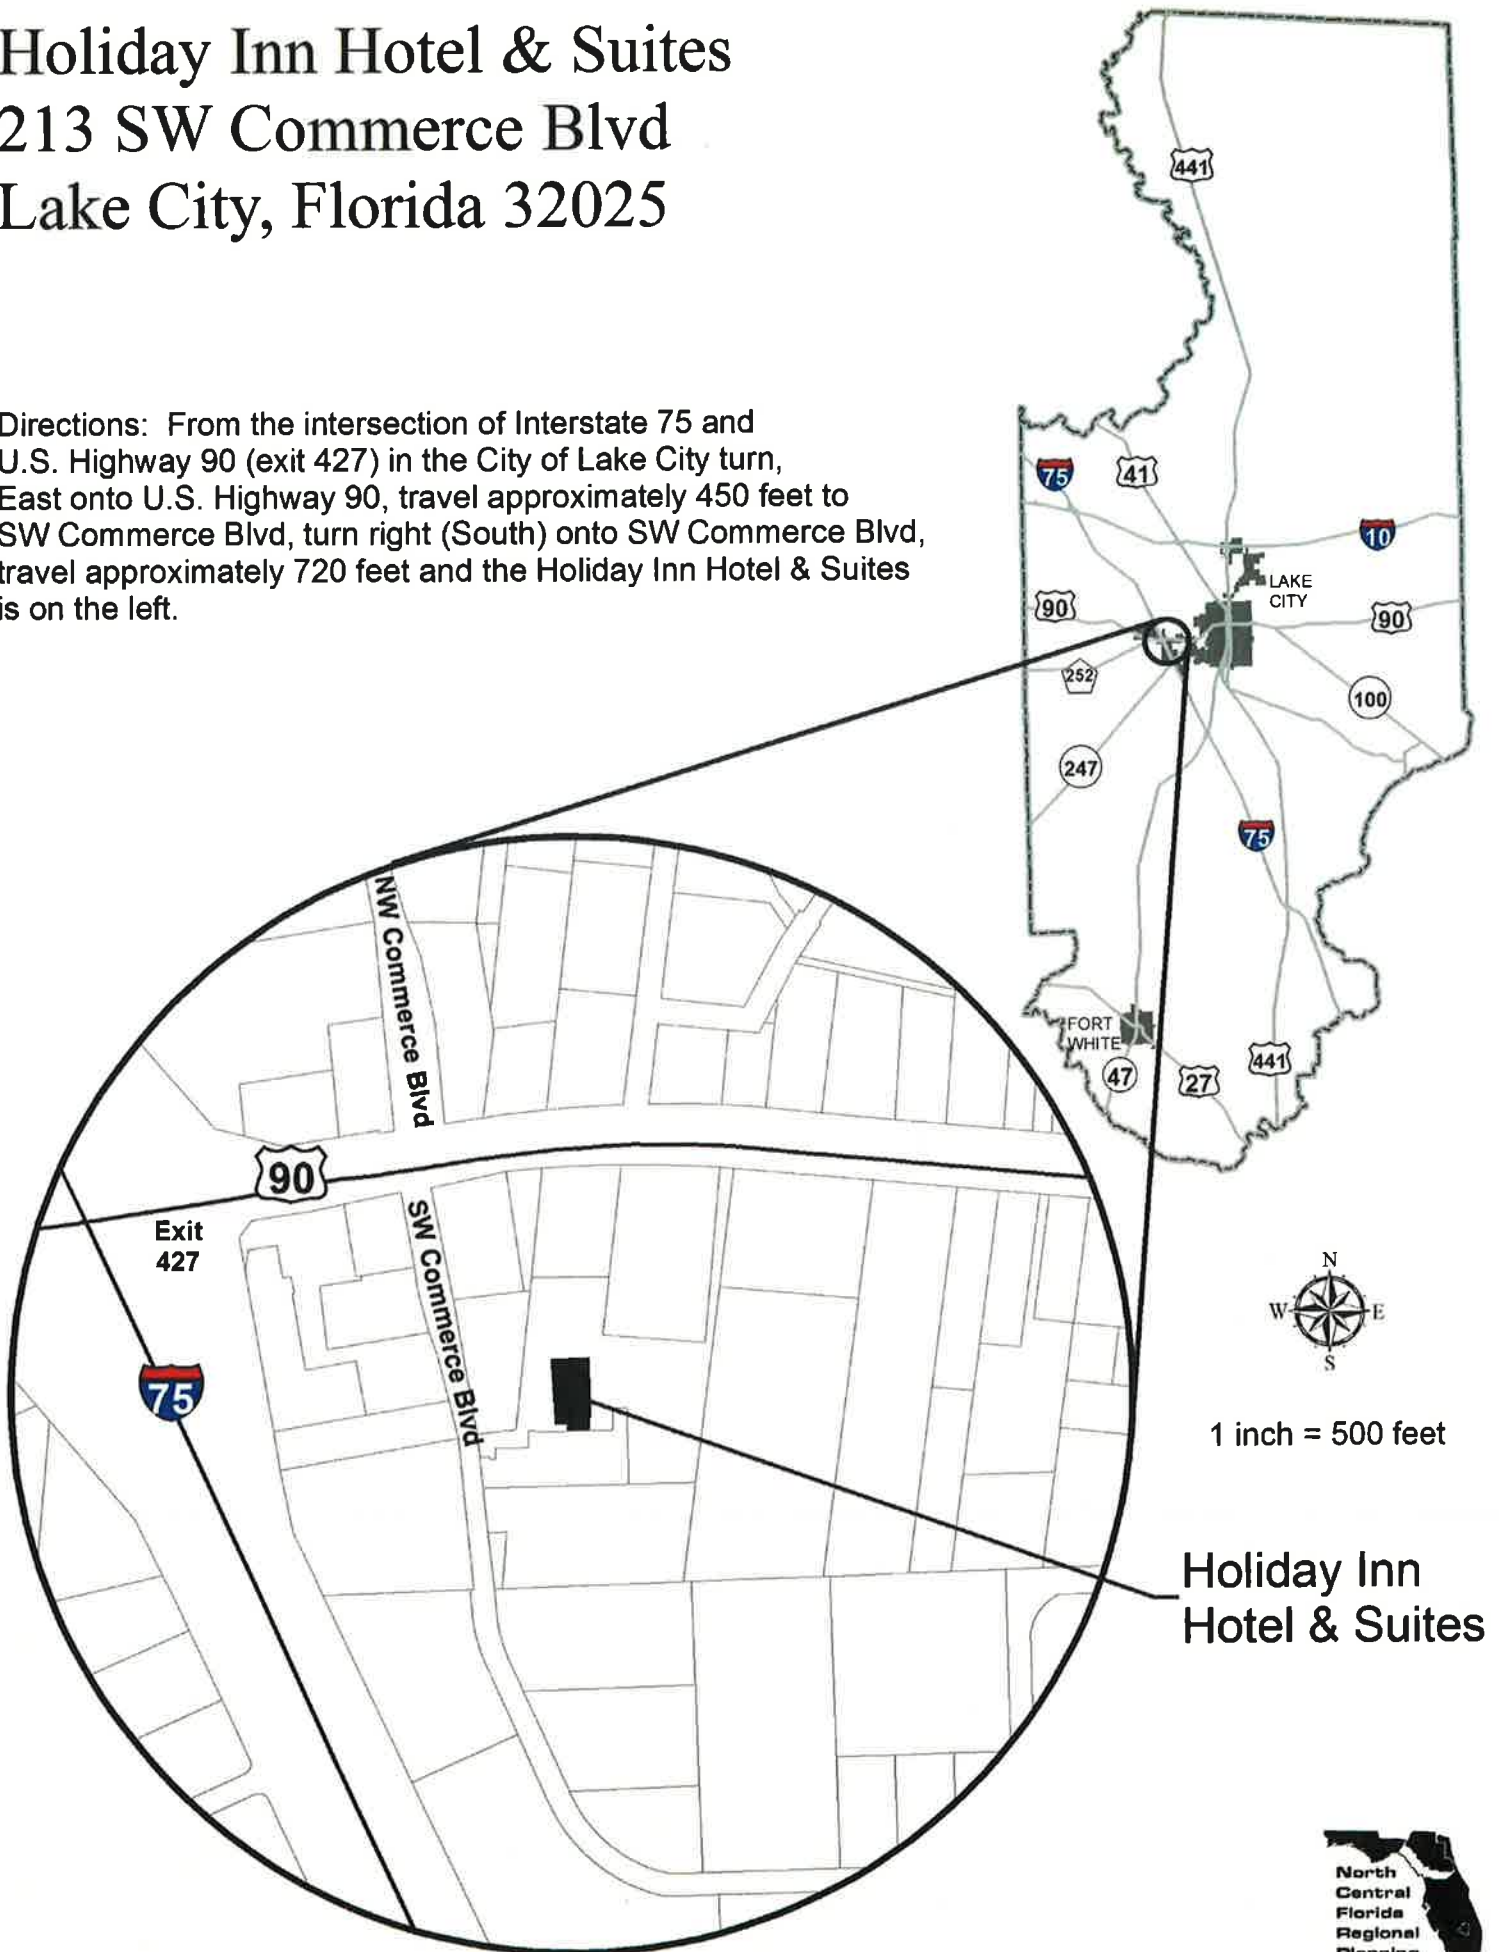 Holiday Inn Hotel & Suites
213 SW Commerce Blvd
Lake City, Florida 32025
Directions: From the intersection of Interstate 75 and
U.S. Highway 90 (exit 427) in the City of Lake City turn,
East onto U.S. Highway 90, travel approximately 450 feet to
SW Commerce Blvd, turn right (South) onto SW Commerce Blvd,
travel approximately 720 feet and the Holiday Inn Hotel & Suites
is on the left.
441
75
41
10
LAKE
CITY
90
90
252
100
247
75
FORT
WHITE
47
27
441
NW Commerce Blvd
90
Exit
427
SW Commerce Blvd
75
N
W
E
S
1 inch = 500 feet
Holiday Inn
Hotel & Suites
North
Central
Florida
Regional
Planning